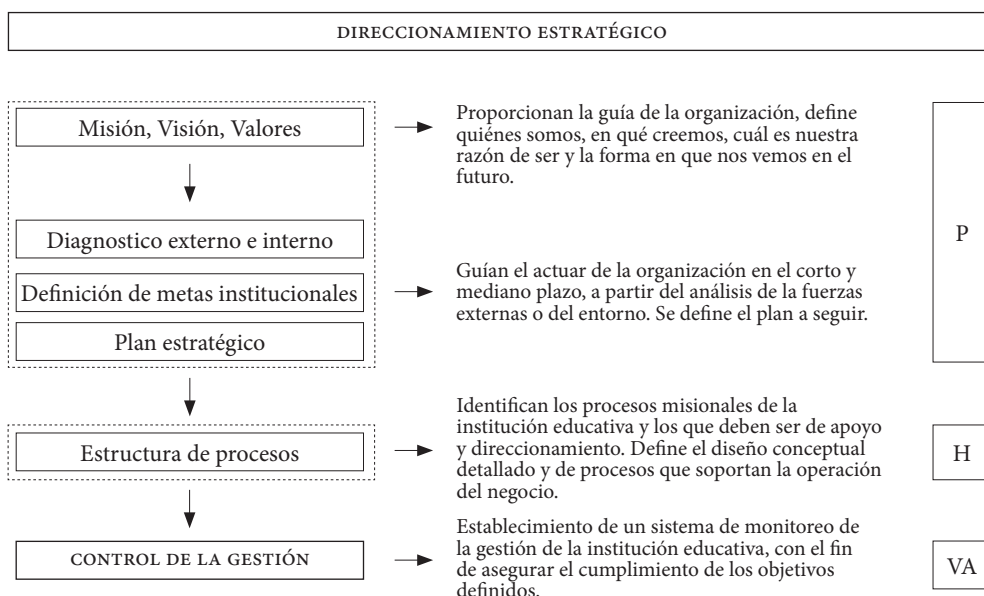 DIRECCIONAMIENTO ESTRATÉGICO
Misión, Visión, Valores
Proporcionan la guía de la organización, define
quiénes somos, en qué creemos, cuál es nuestra
razón de ser y la forma en que nos vemos en el
futuro.
P
Diagnostico externo e interno
Definición de metas institucionales
Plan estratégico
Guían el actuar de la organización en el corto y
mediano plazo, a partir del análisis de la fuerzas
externas o del entorno. Se define el plan a seguir.
Estructura de procesos
Identifican los procesos misionales de la
institución educativa y los que deben ser de apoyo
y direccionamiento. Define el diseño conceptual
detallado y de procesos que soportan la operación
del negocio.
H
CONTROL DE LA GESTIÓN
Establecimiento de un sistema de monitoreo de
la gestión de la institución educativa, con el fin
de asegurar el cumplimiento de los objetivos
definidos.
VA